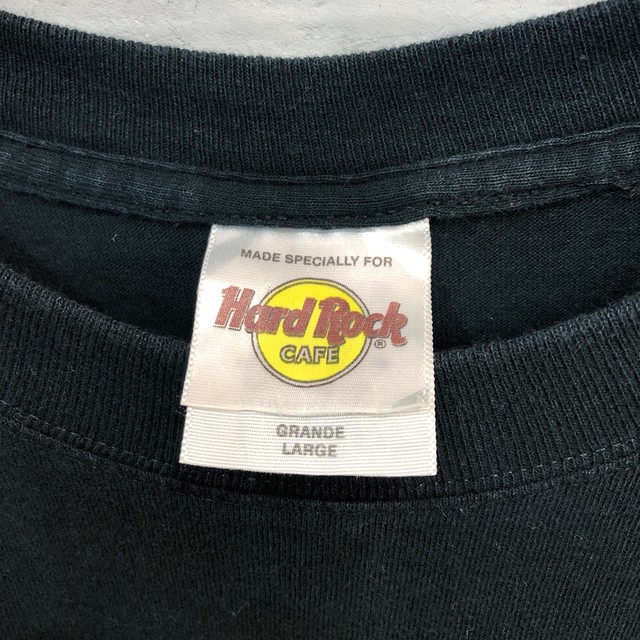 MADE SPECIALLY FOR
Hard Rock
CAFE
®
GRANDE
LARGE